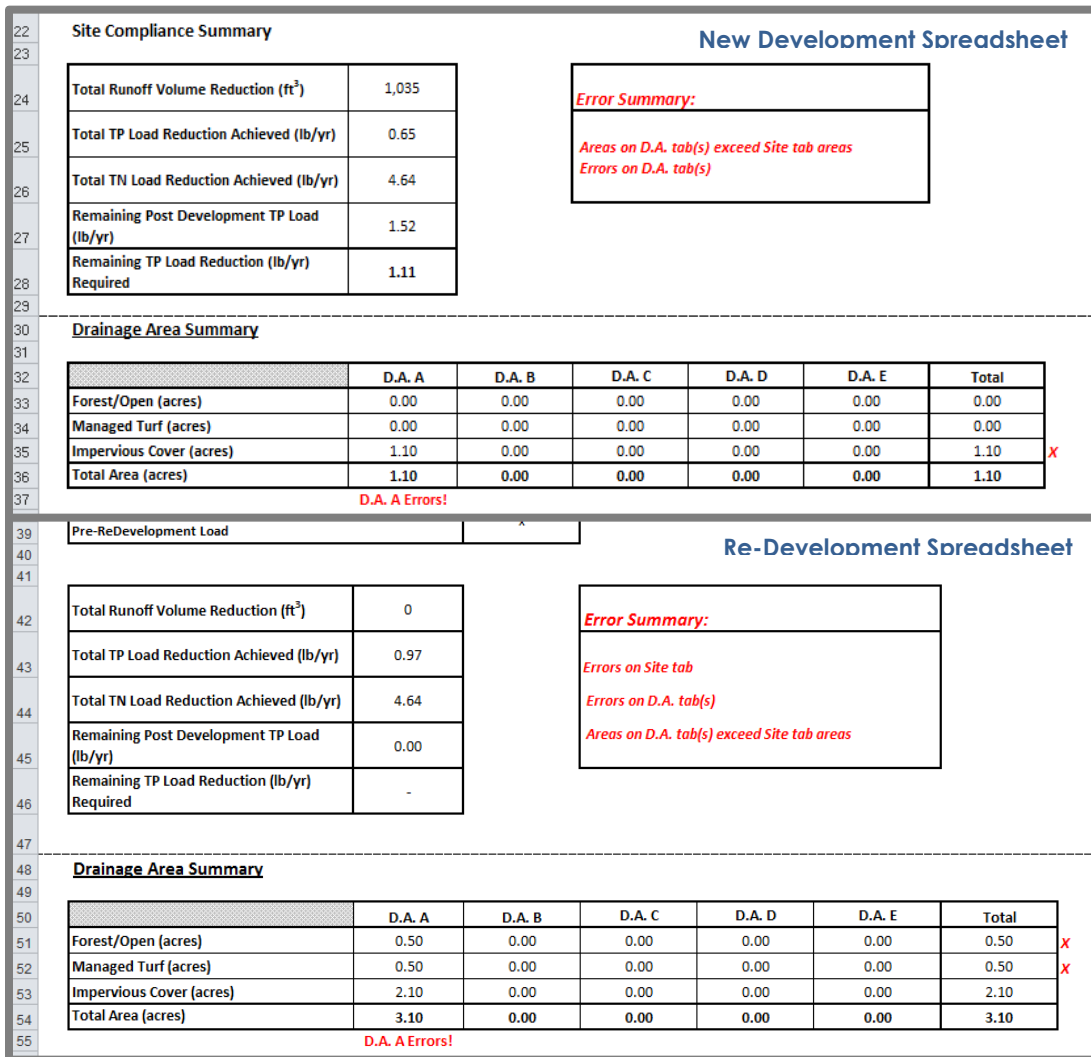 22 Site Compliance Summary New Development Spreadsheet
23
24 Total Runoff Volume Reduction (ft³) 1,035 Error Summary:
25 Total TP Load Reduction Achieved (lb/yr) 0.65 Areas on D.A. tab(s) exceed Site tab areas
Errors on D.A. tab(s)
26 Total TN Load Reduction Achieved (lb/yr) 4.64
27 Remaining Post Development TP Load (lb/yr) 1.52
28 Remaining TP Load Reduction (lb/yr) Required 1.11
29
30 Drainage Area Summary
31
32 D.A. A D.A. B D.A. C D.A. D D.A. E Total
33 Forest/Open (acres) 0.00 0.00 0.00 0.00 0.00 0.00
34 Managed Turf (acres) 0.00 0.00 0.00 0.00 0.00 0.00
35 Impervious Cover (acres) 1.10 0.00 0.00 0.00 0.00 1.10 X
36 Total Area (acres) 1.10 0.00 0.00 0.00 0.00 1.10
37 D.A. A Errors!
39 Pre-ReDevelopment Load x
40 Re-Development Spreadsheet
41
42 Total Runoff Volume Reduction (ft³) 0 Error Summary:
43 Total TP Load Reduction Achieved (lb/yr) 0.97 Errors on Site tab
44 Total TN Load Reduction Achieved (lb/yr) 4.64 Errors on D.A. tab(s)
45 Remaining Post Development TP Load (lb/yr) 0.00 Areas on D.A. tab(s) exceed Site tab areas
46 Remaining TP Load Reduction (lb/yr) Required -
47
48 Drainage Area Summary
49
50 D.A. A D.A. B D.A. C D.A. D D.A. E Total
51 Forest/Open (acres) 0.50 0.00 0.00 0.00 0.00 0.50 X
52 Managed Turf (acres) 0.50 0.00 0.00 0.00 0.00 0.50 X
53 Impervious Cover (acres) 2.10 0.00 0.00 0.00 0.00 2.10
54 Total Area (acres) 3.10 0.00 0.00 0.00 0.00 3.10
55 D.A. A Errors!